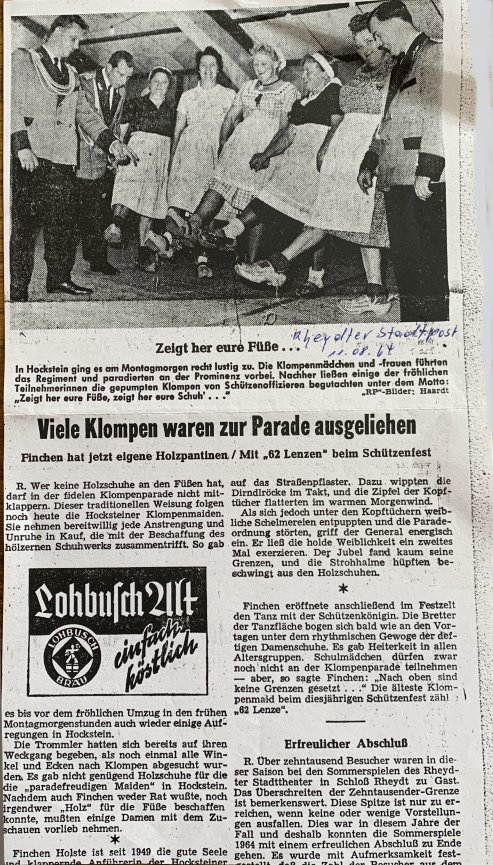 Zeigt her eure Füße . . .
Rheydter Stadtpost
11.08.64
In Hockstein ging es am Montagmorgen recht lustig zu. Die Klompenmädchen und -frauen führten
das Regiment und paradierten an der Prominenz vorbei. Nachher ließen einige der fröhlichen
Teilnehmerinnen die gepumpten Klompen von Schützenoffizieren begutachten unter dem Motto:
„Zeigt her eure Füße, zeigt her eure Schuh' . . ." „RP"-Bilder: Haardt
Viele Klompen waren zur Parade ausgeliehen
Finchen hat jetzt eigene Holzpantinen / Mit „62 Lenzen" beim Schützenfest
R. Wer keine Holzschuhe an den Füßen hat,
darf in der fidelen Klompenparade nicht mit-
klappern. Dieser traditionellen Weisung folgen
noch heute die Hocksteiner Klompenmaiden.
Sie nehmen bereitwillig jede Anstrengung und
Unruhe in Kauf, die mit der Beschaffung des
hölzernen Schuhwerks zusammentrifft. So gab
Lohbusch Alt
LOHBUSCH
BRÄU
einfach
köstlich
es bis vor dem fröhlichen Umzug in den frühen
Montagmorgenstunden auch wieder einige Auf-
regungen in Hockstein.
Die Trommler hatten sich bereits auf ihren
Weckgang begeben, als noch einmal alle Win-
kel und Ecken nach Klompen abgesucht wur-
den. Es gab nicht genügend Holzschuhe für die
die „paradefreudigen Maiden" in Hockstein.
Nachdem auch Finchen weder Rat wußte, noch
irgendwer „Holz" für die Füße beschaffen
konnte, mußten einige Damen mit dem Zu-
schauen vorlieb nehmen.
*
Finchen Holste ist seit 1949 die gute Seele
und klappernde Anführerin der Hocksteiner
auf das Straßenpflaster. Dazu wippten die
Dirndlröcke im Takt, und die Zipfel der Kopf-
tücher flatterten im warmen Morgenwind.
Als sich jedoch unter den Kopftüchern weib-
liche Schelmereien entpuppten und die Parade-
ordnung störten, griff der General energisch
ein. Er ließ die holde Weiblichkeit ein zweites
Mal exerzieren. Der Jubel fand kaum seine
Grenzen, und die Strohhalme hüpften be-
schwingt aus den Holzschuhen.
*
Finchen eröffnete anschließend im Festzelt
den Tanz mit der Schützenkönigin. Die Bretter
der Tanzfläche bogen sich bald wie an den Vor-
tagen unter dem rhythmischen Gewoge der def-
tigen Damenschuhe. Es gab Heiterkeit in allen
Altersgruppen. Schulmädchen dürfen zwar
noch nicht an der Klompenparade teilnehmen
— aber, so sagte Finchen: „Nach oben sind
keine Grenzen gesetzt . . ." Die älteste Klom-
penmaid beim diesjährigen Schützenfest zählt
„62 Lenze".
Erfreulicher Abschluß
R. Über zehntausend Besucher waren in die-
ser Saison bei den Sommerspielen des Rheyd-
ter Stadttheater in Schloß Rheydt zu Gast.
Das Überschreiten der Zehntausender-Grenze
ist bemerkenswert. Diese Spitze ist nur zu er-
reichen, wenn keine oder wenige Vorstellun-
gen ausfallen. Dies war in diesem Jahre der
Fall und deshalb konnten die Sommerspiele
1964 mit einem erfreulichen Abschluß zu Ende
gehen. Es wurde mit Aufmerksamkeit fest-
gestellt, daß die Zahl der Besucher aus dem